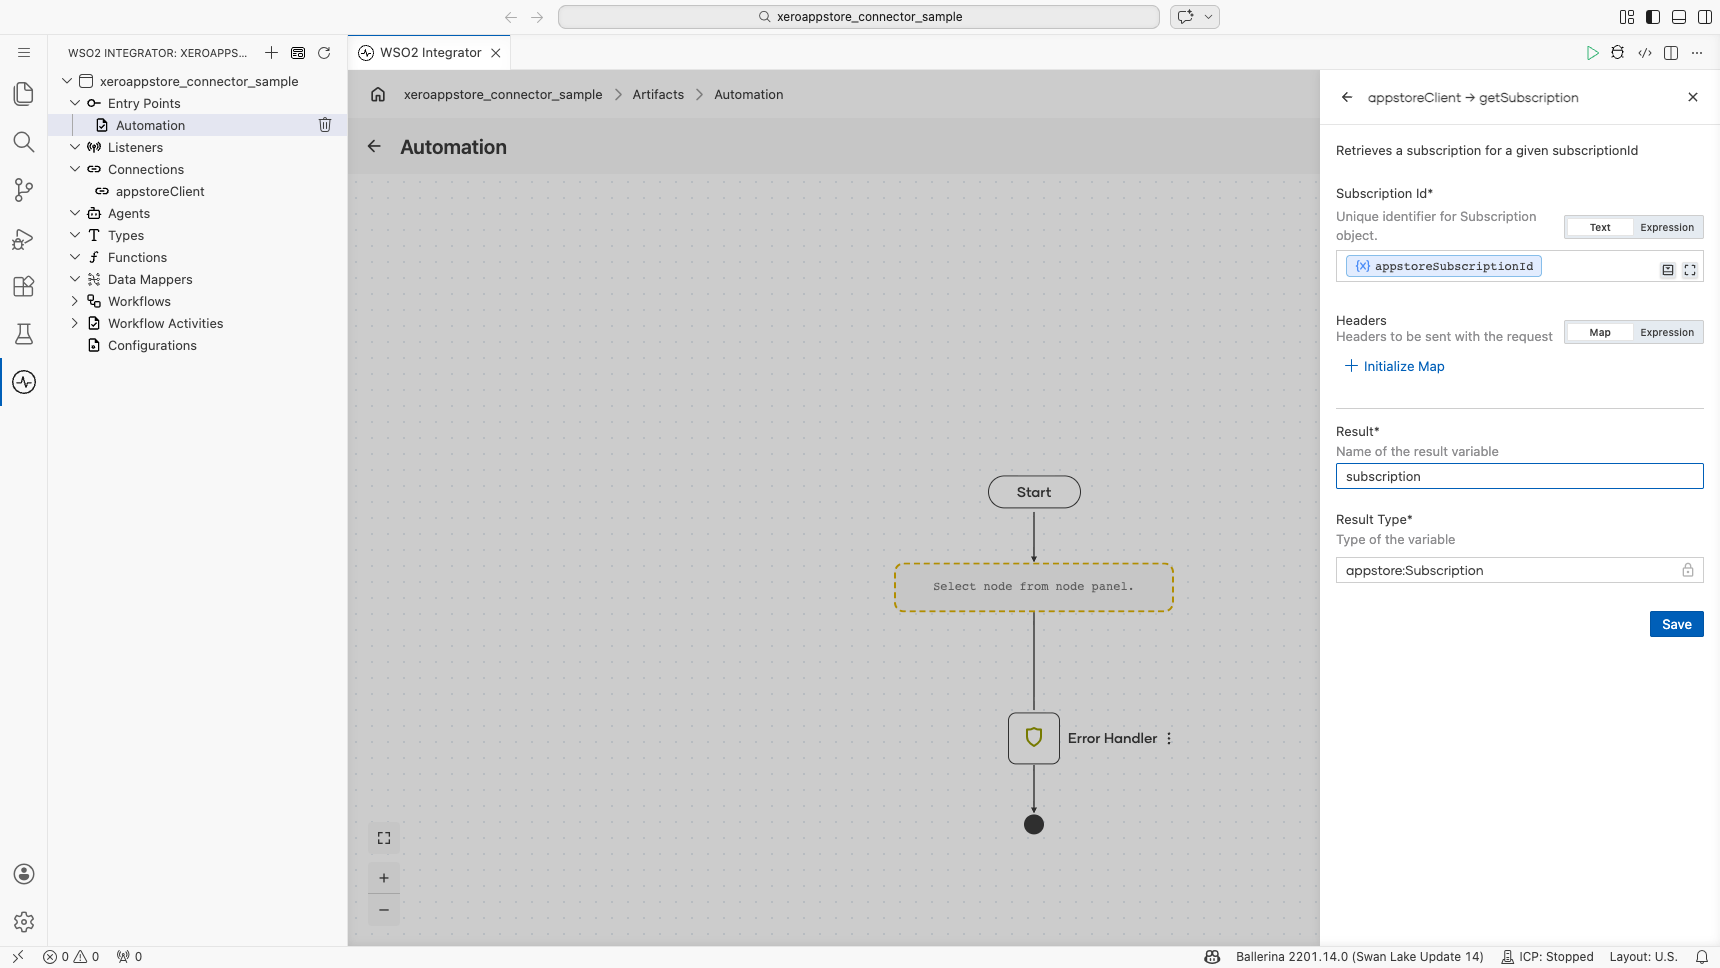 xeroappstore_connector_sample
WSO2 INTEGRATOR: XEROAPPS...
WSO2 Integrator
xeroappstore_connector_sample
Entry Points
Automation
Listeners
Connections
appstoreClient
Agents
Types
Functions
Data Mappers
Workflows
Workflow Activities
Configurations
xeroappstore_connector_sample
Artifacts
Automation
Automation
Start
Select node from node panel.
Error Handler
appstoreClient → getSubscription
Retrieves a subscription for a given subscriptionId
Subscription Id*
Unique identifier for Subscription
object.
Text
Expression
{x} appstoreSubscriptionId
Headers
Headers to be sent with the request
Map
Expression
Initialize Map
Result*
Name of the result variable
subscription
Result Type*
Type of the variable
appstore:Subscription
Save
0
0
0
Ballerina 2201.14.0 (Swan Lake Update 14)
ICP: Stopped
Layout: U.S.